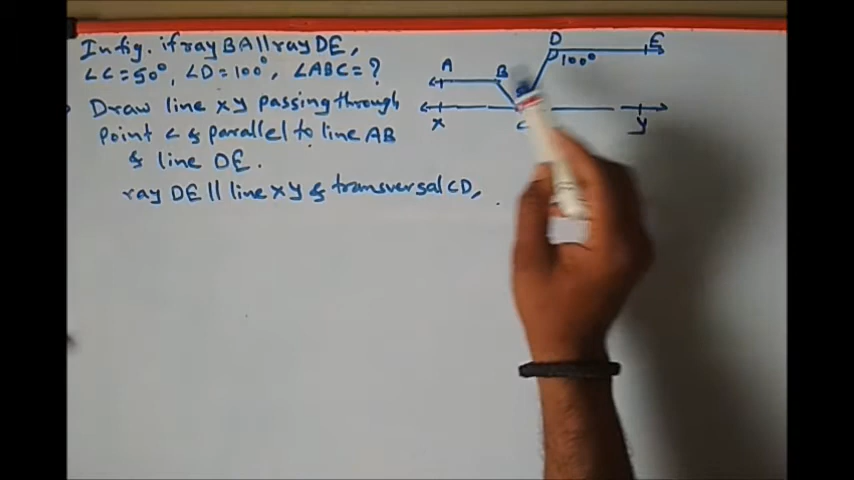 In fig. if ray BA || ray DE,
∠C = 50°, ∠D = 100°, ∠ABC = ?
Draw line xy passing through
Point C & parallel to line AB
& line DE.
ray DE || line xy & transversal CD,
A B D E
100°
x C y